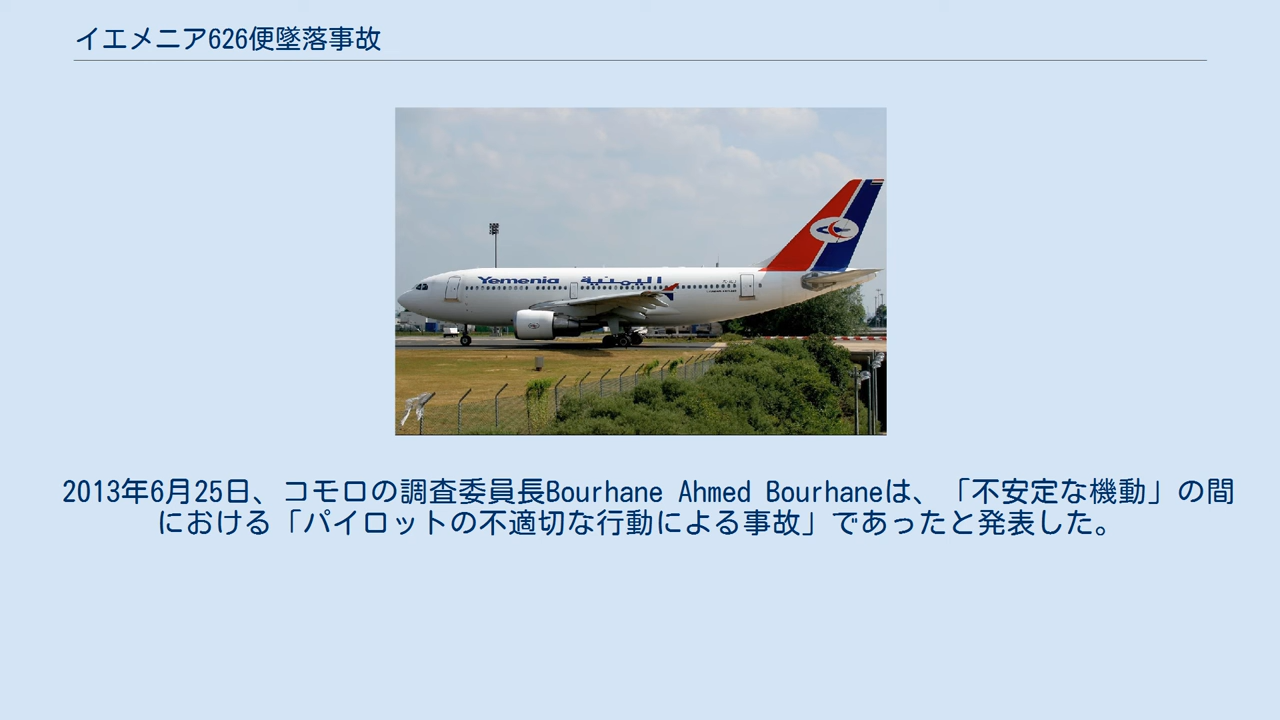 イエメニア626便墜落事故
Yemenia اليمنية
2013年6月25日、コモロの調査委員長Bourhane Ahmed Bourhaneは、「不安定な機動」の間
における「パイロットの不適切な行動による事故」であったと発表した。